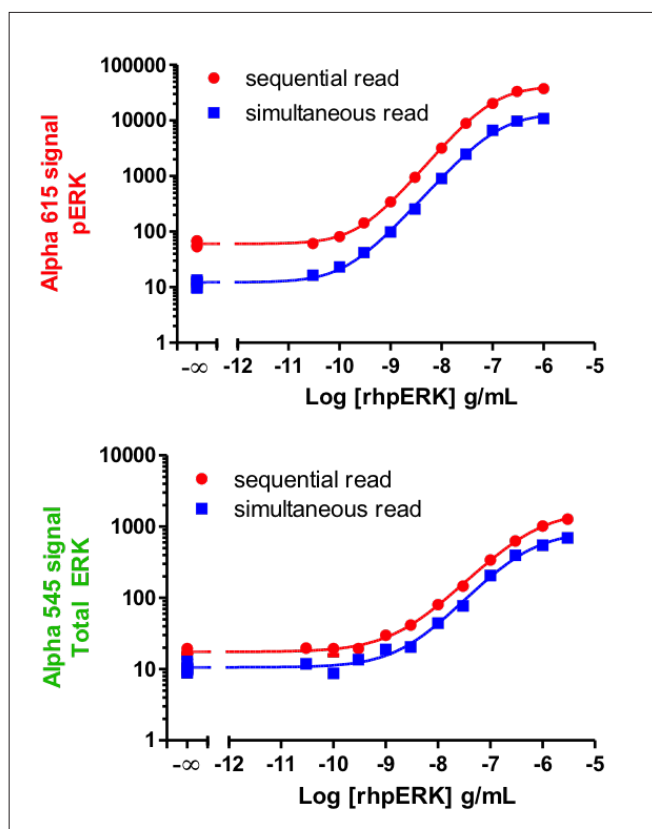 100000
10000
1000
100
10
1
sequential read
simultaneous read
Alpha 615 signal
pERK
-∞ -12 -11 -10 -9 -8 -7 -6 -5
Log [rhpERK] g/mL
10000
1000
100
10
1
sequential read
simultaneous read
Alpha 545 signal
Total ERK
-∞ -12 -11 -10 -9 -8 -7 -6 -5
Log [rhpERK] g/mL